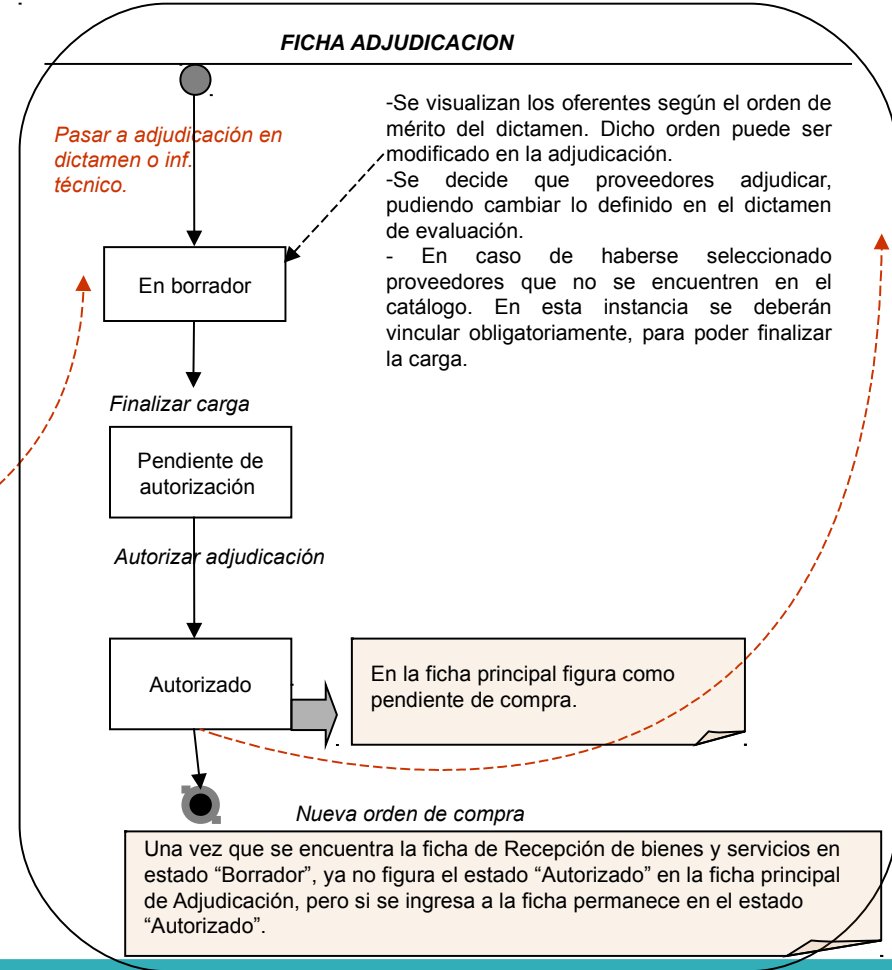 FICHA ADJUDICACION
Pasar a adjudicación en
dictamen o inf.
técnico.
-Se visualizan los oferentes según el orden de
mérito del dictamen. Dicho orden puede ser
modificado en la adjudicación.
-Se decide que proveedores adjudicar,
pudiendo cambiar lo definido en el dictamen
de evaluación.
- En caso de haberse seleccionado
proveedores que no se encuentren en el
catálogo. En esta instancia se deberán
vincular obligatoriamente, para poder finalizar
la carga.
En borrador
Finalizar carga
Pendiente de
autorización
Autorizar adjudicación
Autorizado
En la ficha principal figura como
pendiente de compra.
Nueva orden de compra
Una vez que se encuentra la ficha de Recepción de bienes y servicios en
estado “Borrador”, ya no figura el estado “Autorizado” en la ficha principal
de Adjudicación, pero si se ingresa a la ficha permanece en el estado
“Autorizado”.